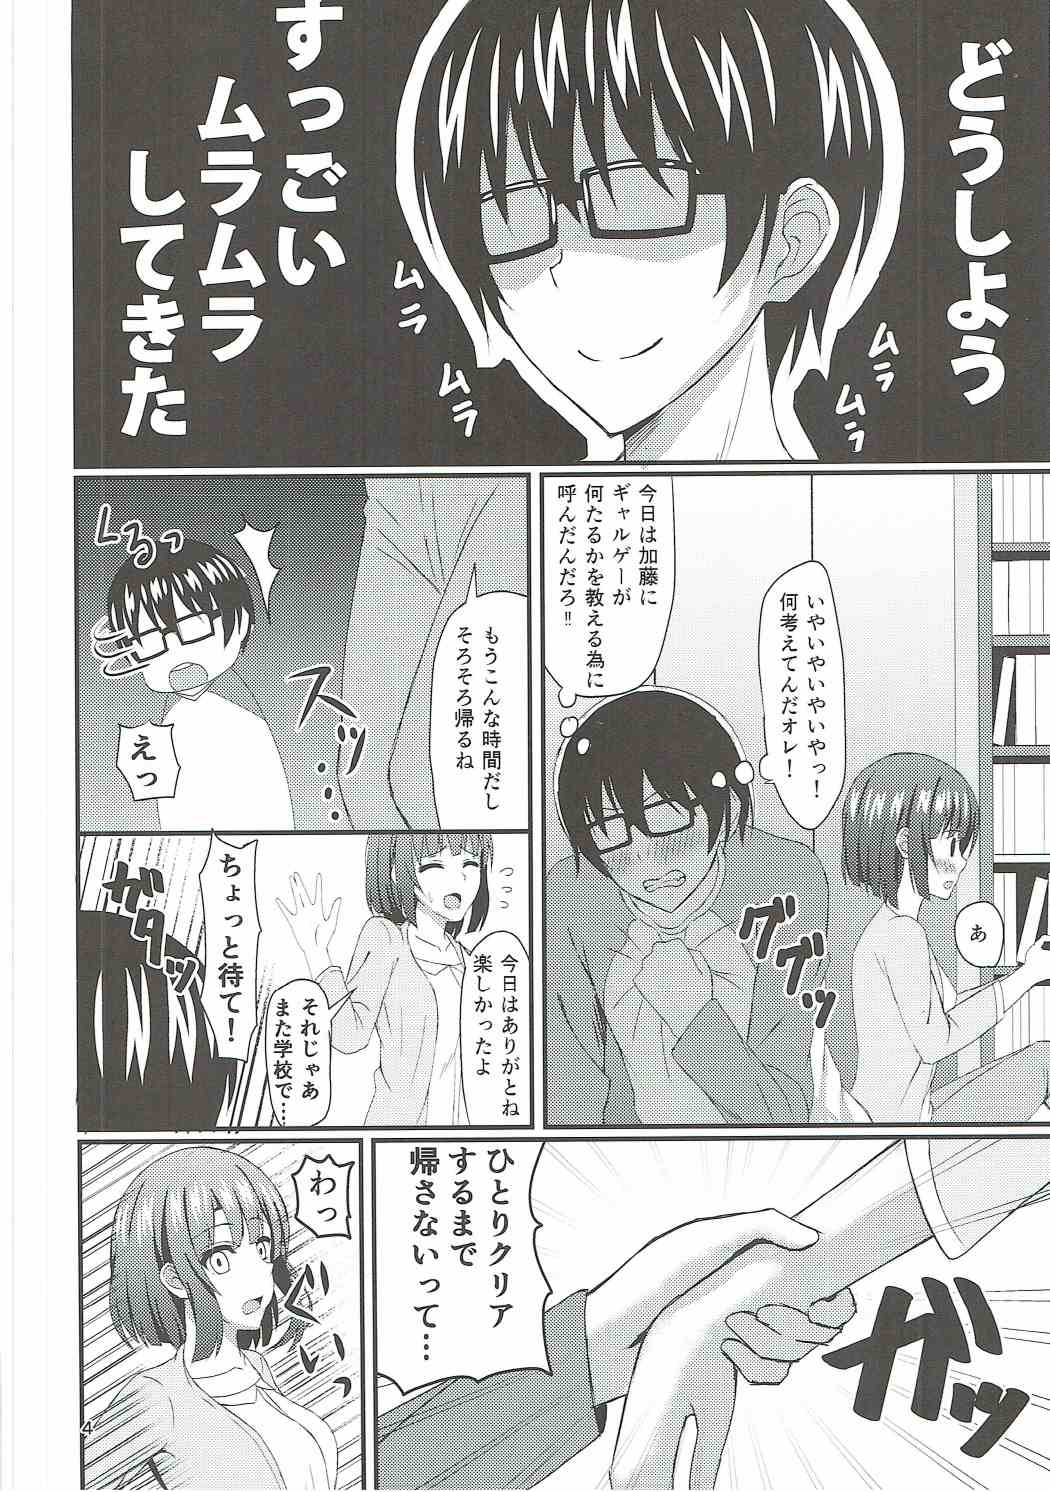 どうしよう
すっごい
ムラムラ
してきた
ムラ
ムラ
ムラ
ムラ
いやいやいやいやっ!
何考えてんだオレ!
今日は加藤に
ギャルゲーが
何たるかを教える為に
呼んだんだろ!!
あ
グググッ
もうこんな時間だし
そろそろ帰るね
スッ…
くるっ
えっ
今日はありがとね
楽しかったよ
それじゃあ
また学校で…
っっっ
ちょっと待て!
ガタッ
ひとりクリア
するまで
帰さないって…
ガッ
わっ
ぐいっ
4